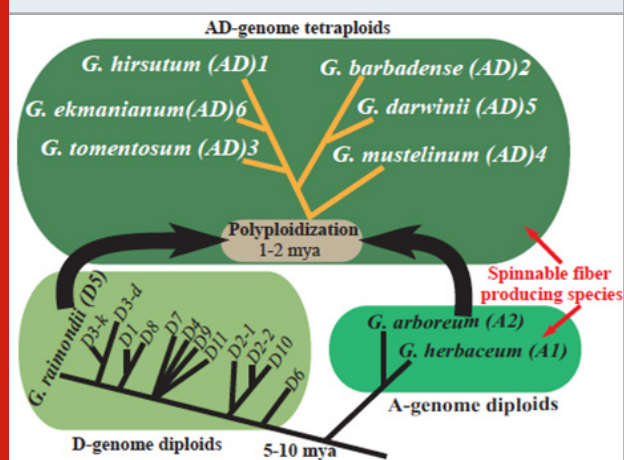 AD-genome tetraploids
G. hirsutum (AD)1
G. barbadense (AD)2
G. ekmanianum(AD)6
G. darwinii (AD)5
G. tomentosum (AD)3
G. mustelinum (AD)4
Polyploidization
1-2 mya
Spinnable fiber
producing species
G. raimondii (D5)
D3-k
D3-d
D1
D8
D7
D4
D9
D11
D2-1
D2-2
D10
D6
G. arboreum (A2)
G. herbaceum (A1)
A-genome diploids
D-genome diploids
5-10 mya